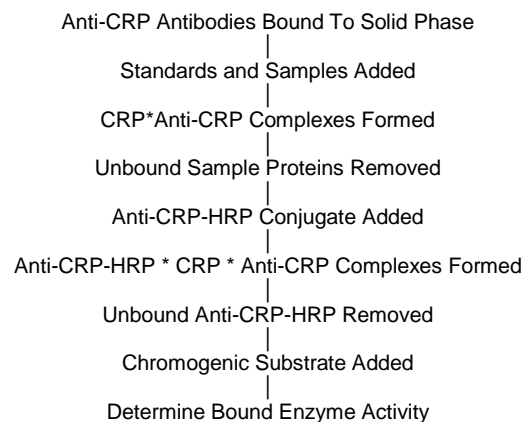 Anti-CRP Antibodies Bound To Solid Phase
Standards and Samples Added
CRP*Anti-CRP Complexes Formed
Unbound Sample Proteins Removed
Anti-CRP-HRP Conjugate Added
Anti-CRP-HRP * CRP * Anti-CRP Complexes Formed
Unbound Anti-CRP-HRP Removed
Chromogenic Substrate Added
Determine Bound Enzyme Activity